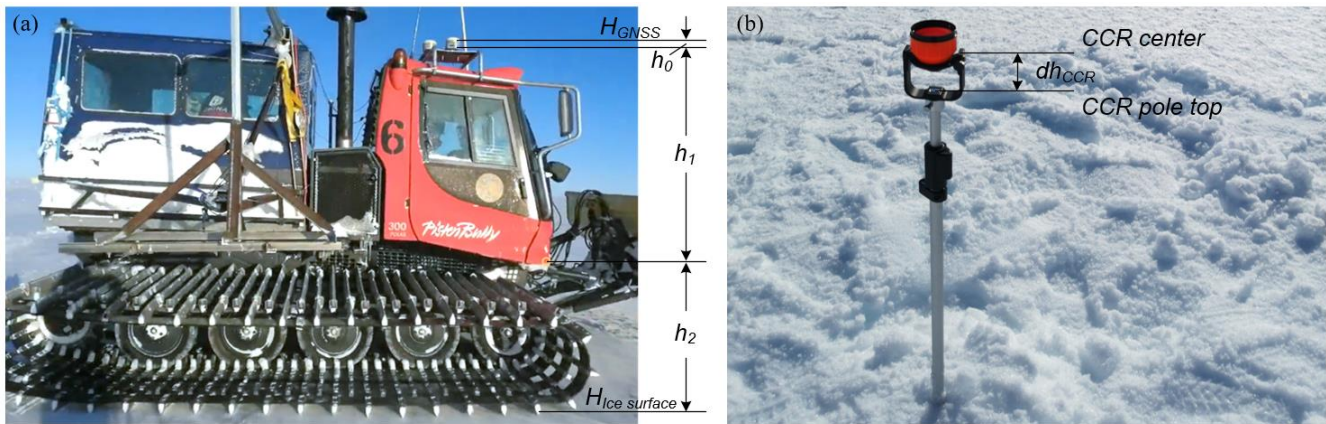 (a)
H_GNSS
h_0
h_1
h_2
H_Ice surface
6
300
PistenBully
(b)
CCR center
dh_CCR
CCR pole top